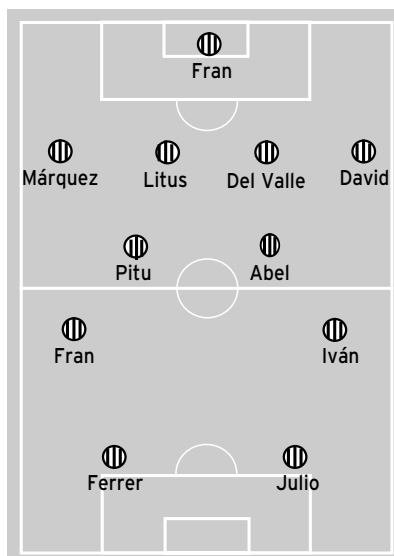 Fran
Márquez Litus Del Valle David
Pitu Abel
Fran Iván
Ferrer Julio